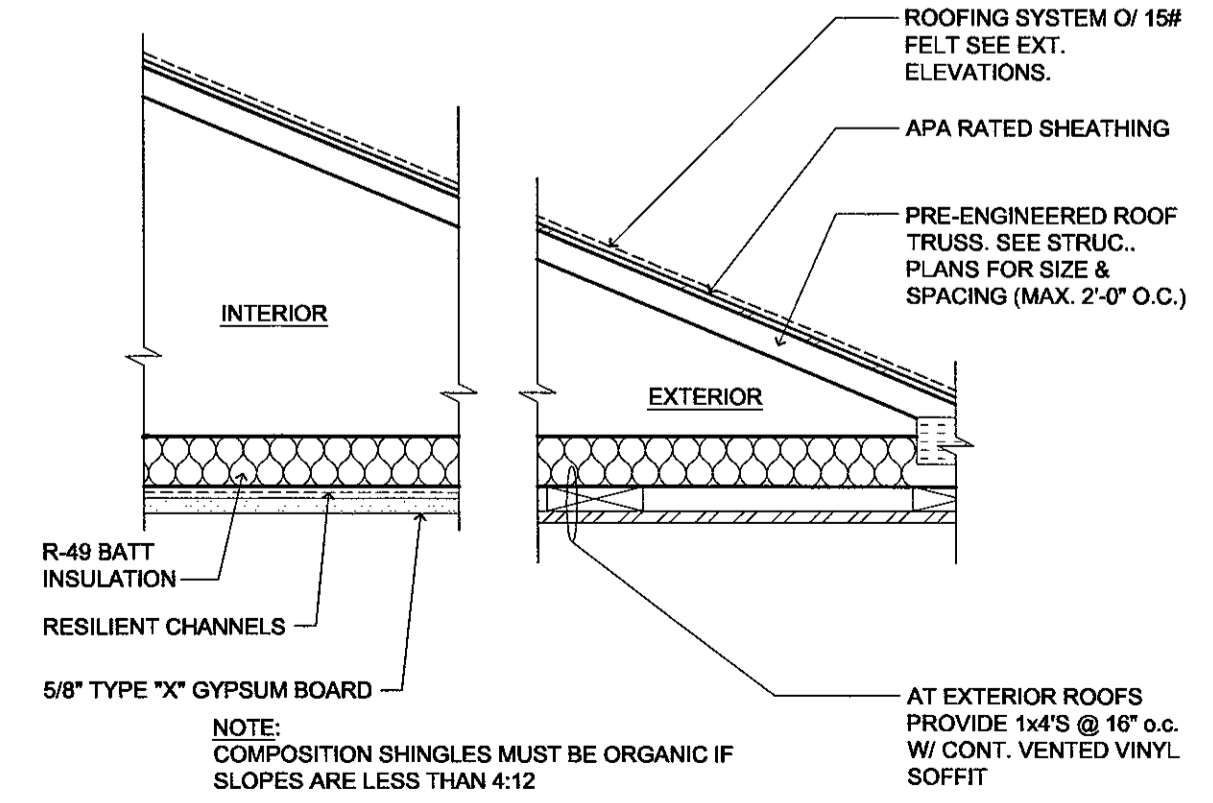 ROOFING SYSTEM O/ 15#
FELT SEE EXT.
ELEVATIONS.
APA RATED SHEATHING
PRE-ENGINEERED ROOF
TRUSS. SEE STRUC..
PLANS FOR SIZE &
SPACING (MAX. 2'-0" O.C.)
INTERIOR
EXTERIOR
R-49 BATT
INSULATION
RESILIENT CHANNELS
5/8" TYPE "X" GYPSUM BOARD
NOTE:
COMPOSITION SHINGLES MUST BE ORGANIC IF
SLOPES ARE LESS THAN 4:12
AT EXTERIOR ROOFS
PROVIDE 1x4'S @ 16" o.c.
W/ CONT. VENTED VINYL
SOFFIT